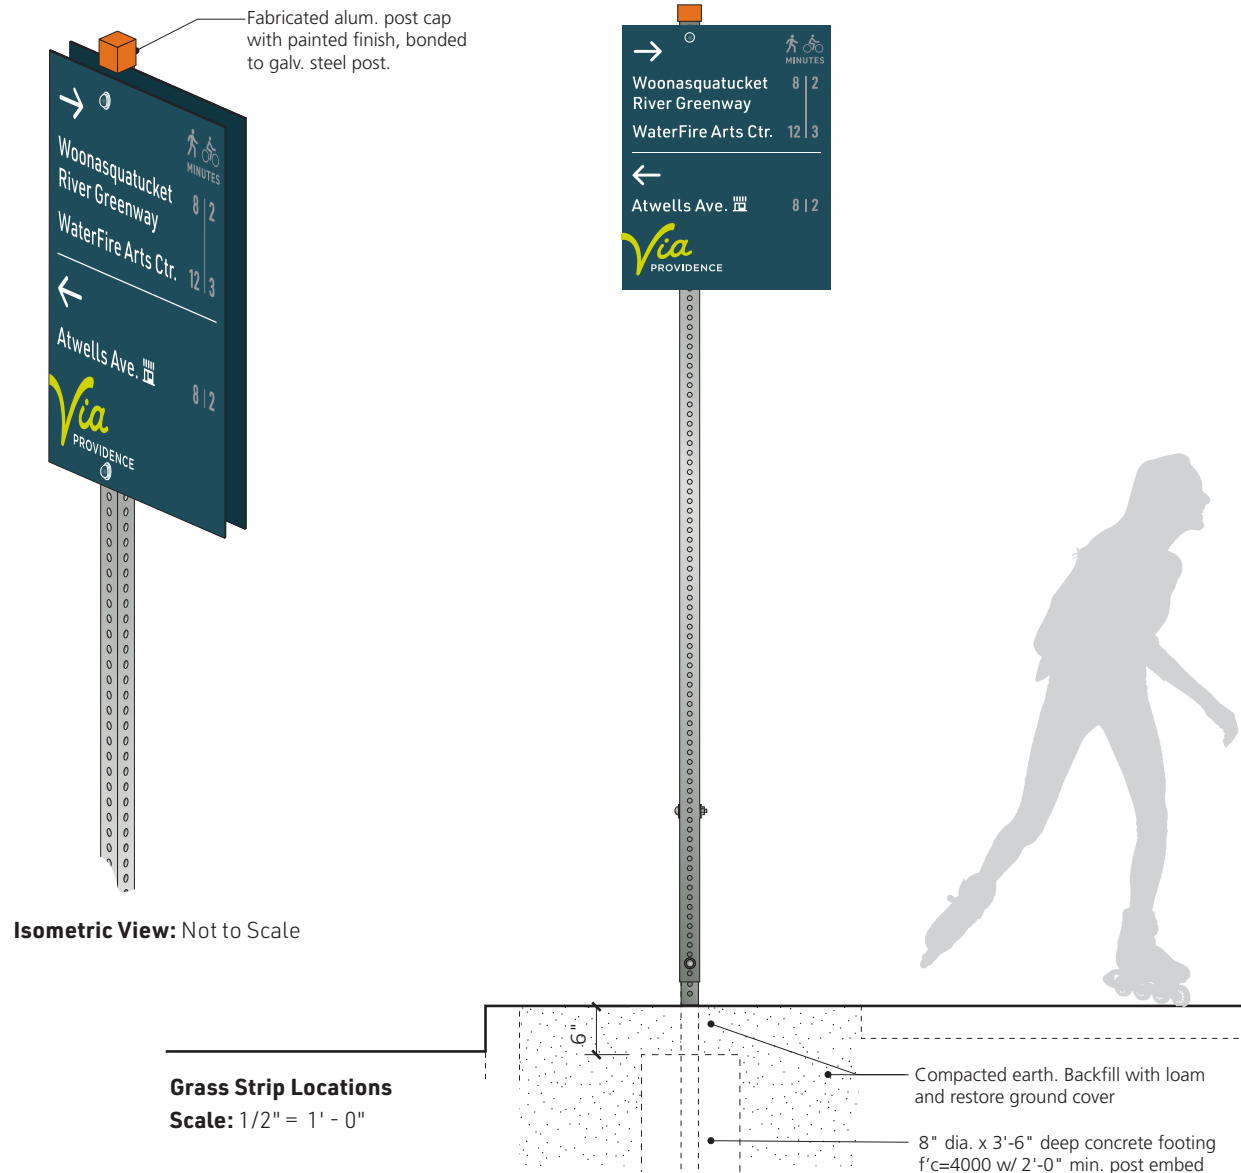 Fabricated alum. post cap
with painted finish, bonded
to galv. steel post.
MINUTES
Woonasquatucket
River Greenway
8 | 2
WaterFire Arts Ctr.
12 | 3
Atwells Ave.
8 | 2
Via
PROVIDENCE
Isometric View: Not to Scale
MINUTES
Woonasquatucket
River Greenway
8 | 2
WaterFire Arts Ctr.
12 | 3
Atwells Ave.
8 | 2
Via
PROVIDENCE
6"
Grass Strip Locations
Scale: 1/2" = 1' - 0"
Compacted earth. Backfill with loam
and restore ground cover
8" dia. x 3'-6" deep concrete footing
f'c=4000 w/ 2'-0" min. post embed